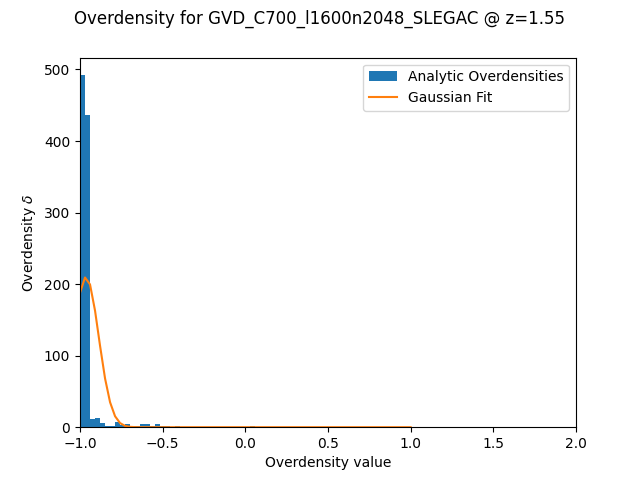 Overdensity for GVD_C700_l1600n2048_SLEGAC @ z=1.55
Analytic Overdensities
Gaussian Fit
Overdensity δ
500
400
300
200
100
0
−1.0 −0.5 0.0 0.5 1.0 1.5 2.0
Overdensity value